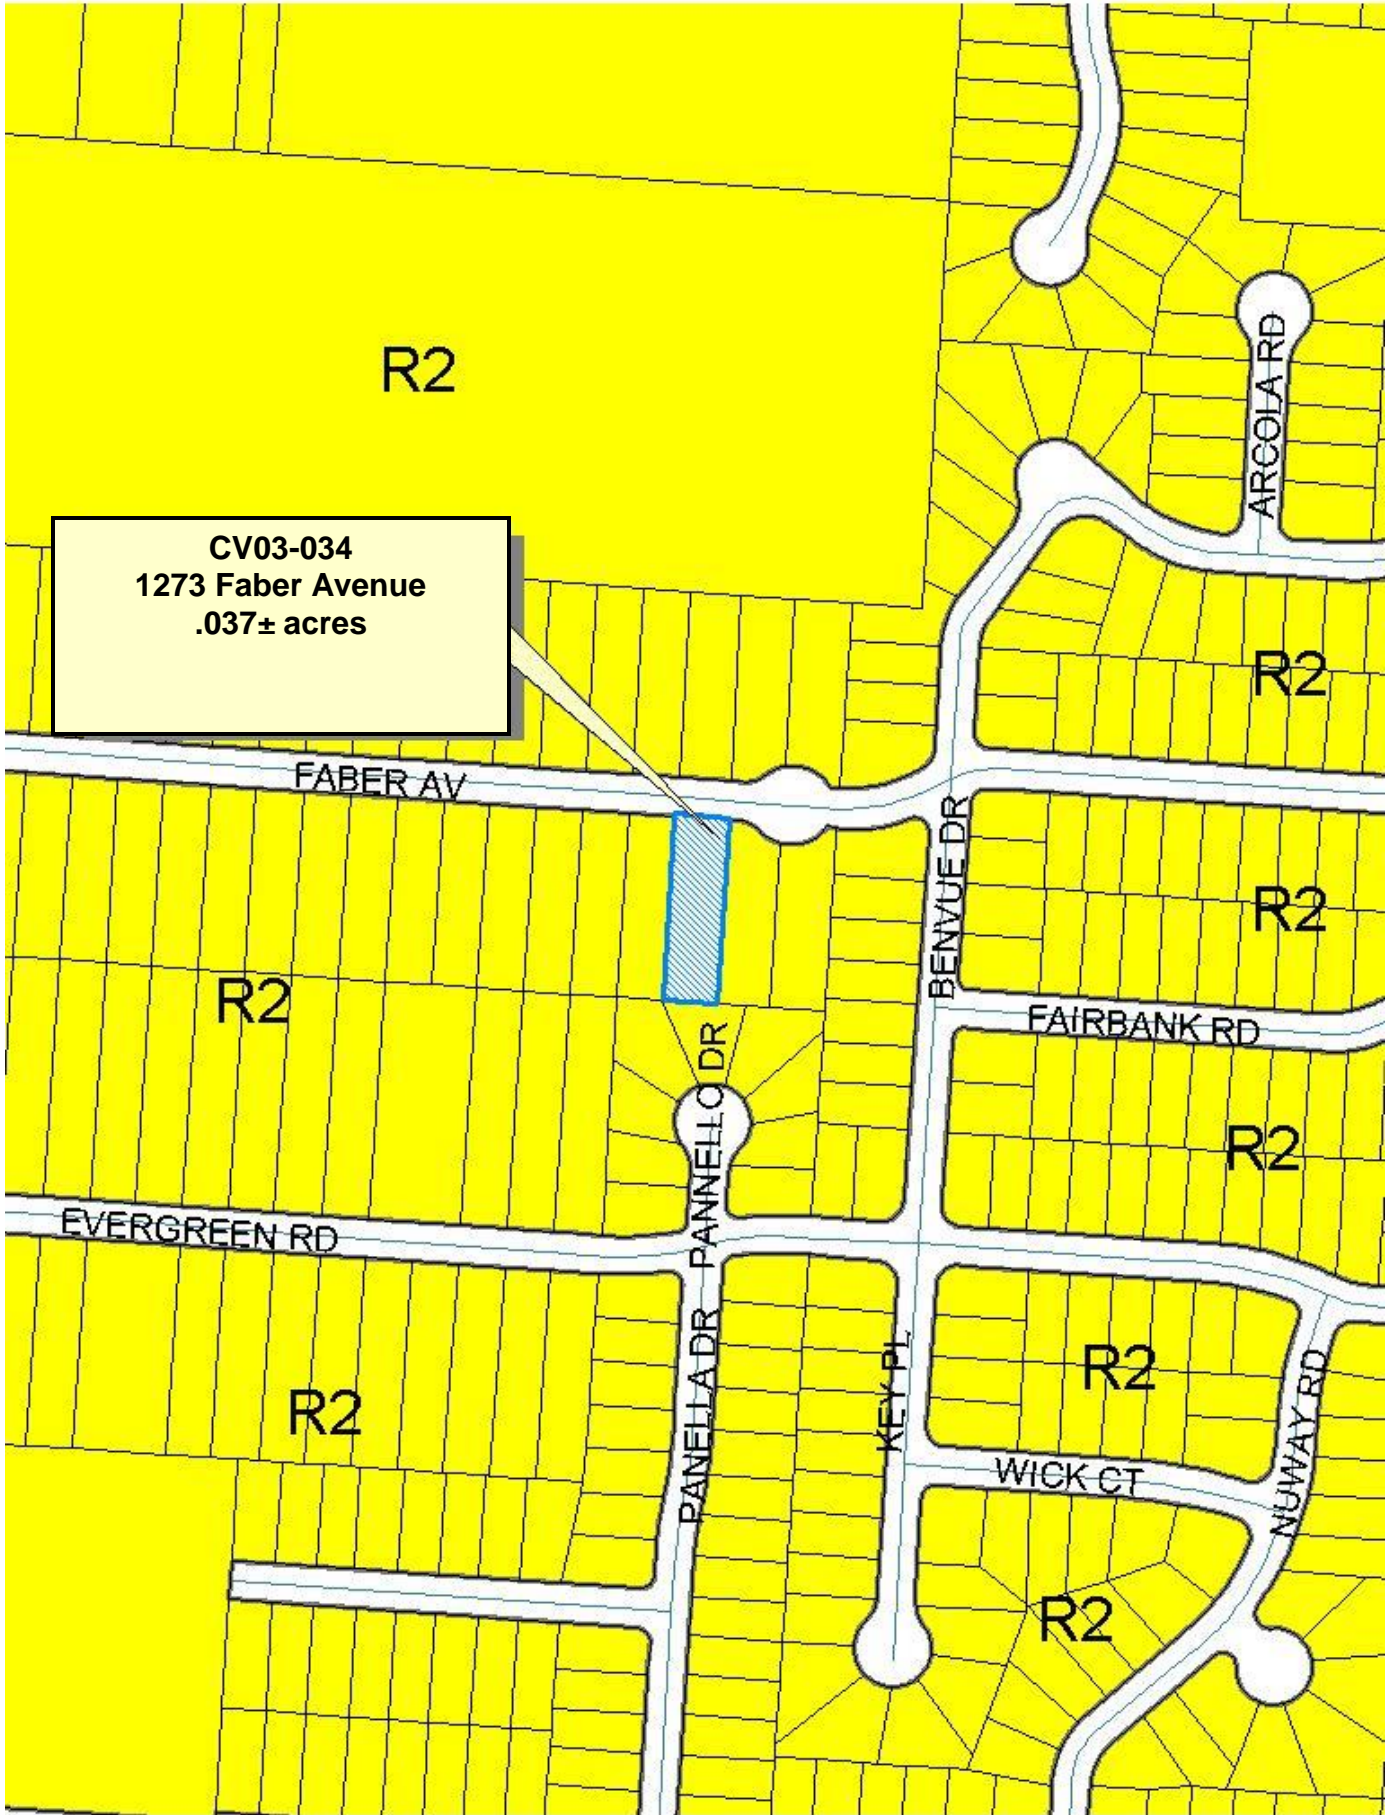 R2
ARCOLA RD
CV03-034
1273 Faber Avenue
.037± acres
R2
FABER AV
BENVUE DR
R2
R2
FAIRBANK RD
PANNELLO DR
R2
EVERGREEN RD
PANELLA DR
KEY PL
R2
NUWAY RD
R2
WICK CT
R2